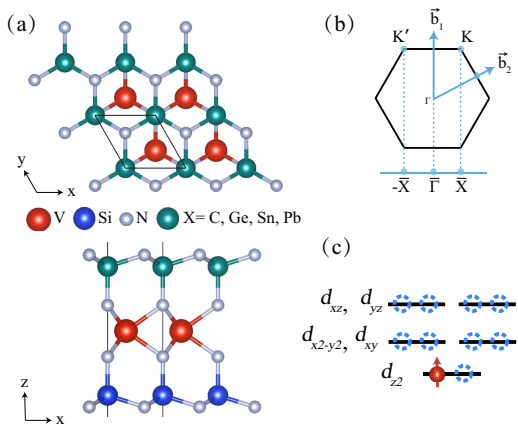 (a)
y
x
V Si N X= C, Ge, Sn, Pb
z
x
(b)
K′ b⃗₁ K
b⃗₂
Γ
-X̄ Γ̄ X̄
(c)
dxz, dyz
dx2-y2, dxy
dz2